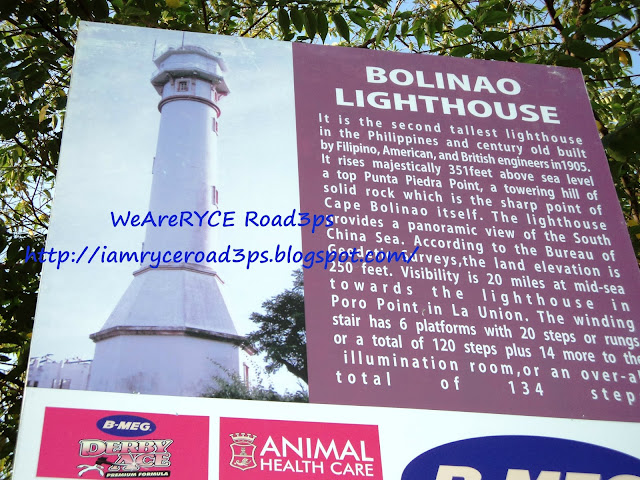 BOLINAO
LIGHTHOUSE
It is the second tallest lighthouse
in the Philippines and century old built
by Filipino, American, and British engineers in 1905.
It rises majestically 351feet above sea level
a top Punta Piedra Point, a towering hill of
solid rock which is the sharp point of
Cape Bolinao itself. The lighthouse
provides a panoramic view of the South
China Sea. According to the Bureau of
Surveys,the land elevation is
250 feet. Visibility is 20 miles at mid-sea
towards the lighthouse in
Poro Point, in La Union. The winding
stair has 6 platforms with 20 steps or rungs
or a total of 120 steps plus 14 more to the
illumination room,or an over-al
total of 134 step
WeAreRYCE Road3ps
http://iamryceroad3ps.blogspot.com/
B-MEG
DERBY
ACE
PREMIUM FORMULA
ANIMAL
HEALTH CARE
B-MEG